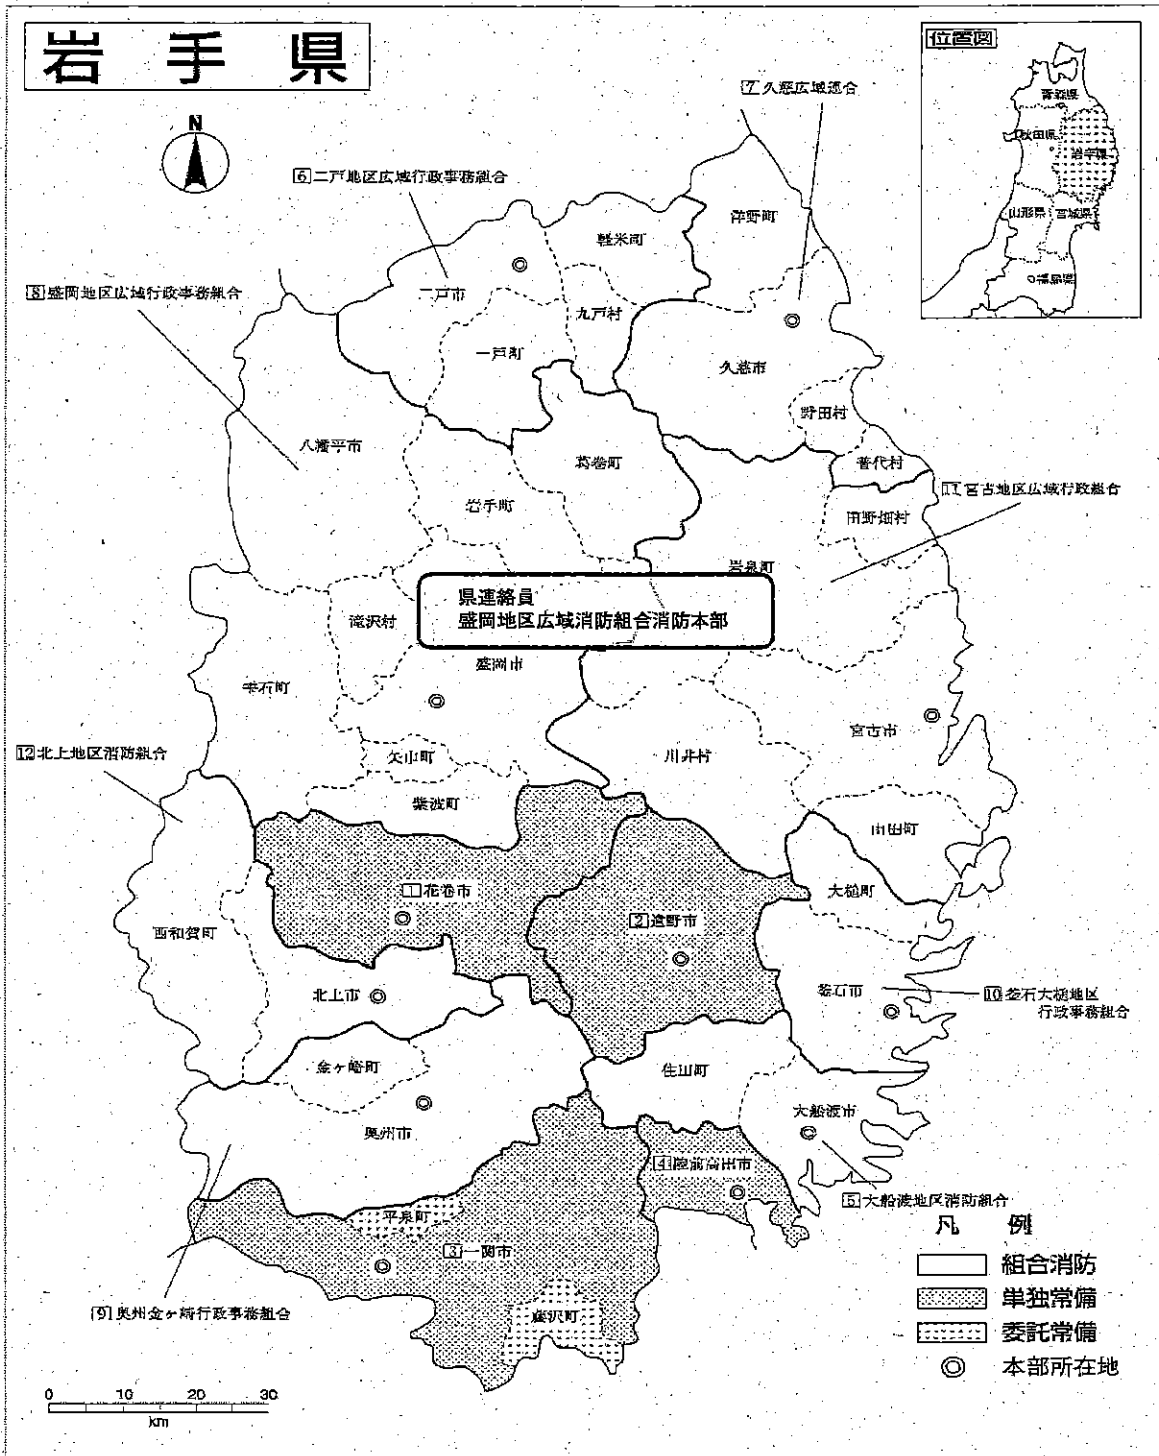 岩手県
位置図
青森県
秋田県
岩手県
山形県
宮城県
福島県
N
7 久慈広域連合
6 二戸地区広域行政事務組合
8 盛岡地区広域行政事務組合
洋野町
軽米町
二戸市
九戸村
一戸町
久慈市
野田村
普代村
八幡平市
葛巻町
岩手町
田野畑村
11 宮古地区広域行政組合
岩泉町
県連絡員
盛岡地区広域消防組合消防本部
滝沢村
盛岡市
雫石町
宮古市
12 北上地区消防組合
矢巾町
川井村
紫波町
山田町
1 花巻市
大槌町
2 遠野市
西和賀町
北上市
釜石市
10 釜石大槌地区
行政事務組合
金ヶ崎町
住田町
大船渡市
奥州市
4 陸前高田市
5 大船渡地区消防組合
平泉町
3 一関市
9 奥州金ヶ崎行政事務組合
藤沢町
凡例
組合消防
単独常備
委託常備
本部所在地
0 10 20 30
km